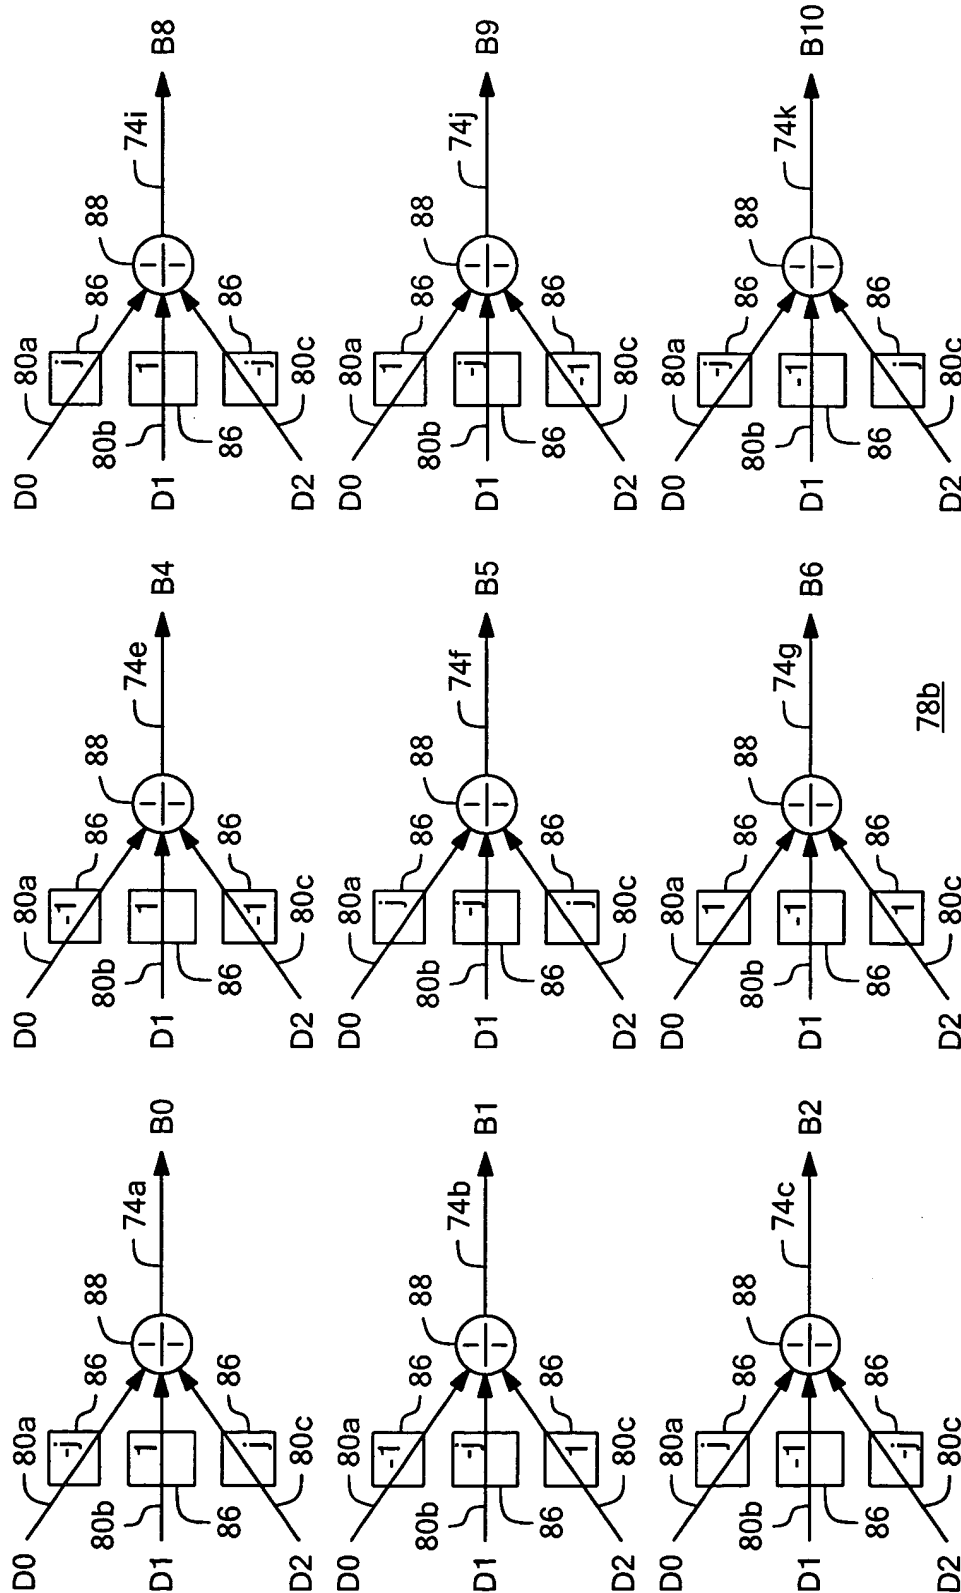 D0 80a -j 86
88 74a
D1 80b 1 86 B0
D2 80c j 86
D0 80a -1 86
88 74e
D1 80b 1 86 B4
D2 80c -1 86
D0 80a j 86
88 74i
D1 80b 1 86 B8
D2 80c -j 86
D0 80a -1 86
88 74b
D1 80b -j 86 B1
D2 80c 1 86
D0 80a j 86
88 74f
D1 80b -j 86 B5
D2 80c j 86
D0 80a 1 86
88 74j
D1 80b -j 86 B9
D2 80c -1 86
D0 80a j 86
88 74c
D1 80b -1 86 B2
D2 80c -j 86
D0 80a 1 86
88 74g
D1 80b -1 86 B6
D2 80c 1 86
D0 80a -j 86
88 74k
D1 80b -1 86 B10
D2 80c j 86
78b